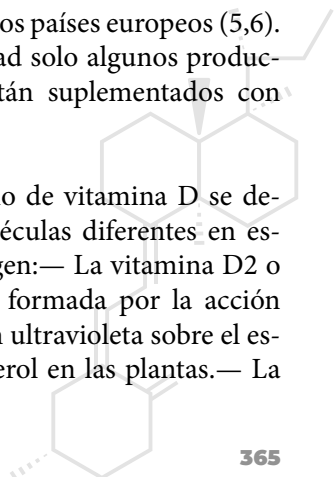 os países europeos (5,6).
ad solo algunos produc-
tán suplementados con
o de vitamina D se de-
éculas diferentes en es-
gen:— La vitamina D2 o
formada por la acción
n ultravioleta sobre el es-
erol en las plantas.— La
365